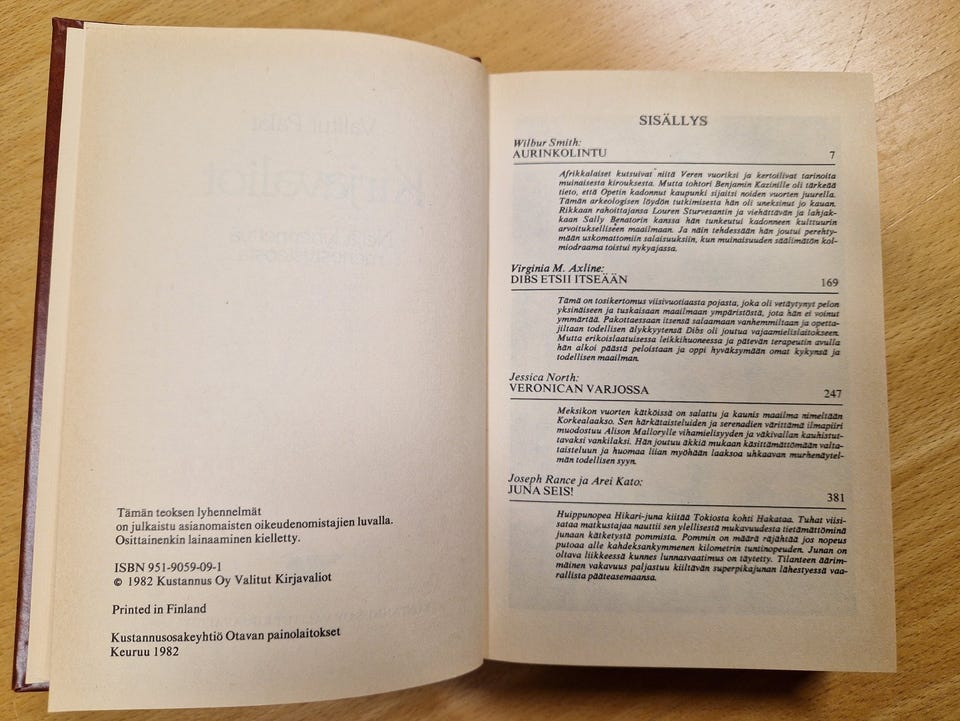 Tämän teoksen lyhennelmät
on julkaistu asianomaisten oikeudenomistajien luvalla.
Osittainenkin lainaaminen kielletty.
ISBN 951-9059-09-1
© 1982 Kustannus Oy Valitut Kirjavaliot
Printed in Finland
Kustannusosakeyhtiö Otavan painolaitokset
Keuruu 1982
SISÄLLYS
Wilbur Smith:
AURINKOLINTU 7
Afrikkalaiset kutsuivat niitä Veren vuoriksi ja kertoilivat tarinoita
muinaisesta kirouksesta. Mutta tohtori Benjamin Kazinille oli tärkeää
tieto, että Opetin kadonnut kaupunki sijaitsi noiden vuorten juurella.
Tämän arkeologisen löydön tutkimisesta hän oli uneksinut jo kauan.
Rikkaan rahoittajansa Louren Sturvesantin ja viehättävän ja lahjak-
kaan Sally Benatorin kanssa hän tunkeutui kadonneen kulttuurin
arvoitukselliseen maailmaan. Ja näin tehdessään hän joutui perehty-
mään uskomattomiin salaisuuksiin, kun muinaisuuden säälimätön kol-
miodraama toistui nykyajassa.
Virginia M. Axline:
DIBS ETSII ITSEÄÄN 169
Tämä on tosikertomus viisivuotiaasta pojasta, joka oli vetäytynyt pelon
yksinäiseen ja tuskaisaan maailmaan ympäristöstä, jota hän ei voinut
ymmärtää. Pakottaessaan itsensä salaamaan vanhemmiltaan ja opetta-
jiltaan todellisen älykkyytensä Dibs oli joutua vajaamielislaitokseen.
Mutta erikoislaatuisessa leikkihuoneessa ja pätevän terapeutin avulla
hän alkoi päästä peloistaan ja oppi hyväksymään omat kykynsä ja
todellisen maailman.
Jessica North:
VERONICAN VARJOSSA 247
Meksikon vuorten kätköissä on salattu ja kaunis maailma nimeltään
Korkealaakso. Sen härkätaisteluiden ja serenadien värittämä ilmapiiri
muodostuu Alison Mallorylle vihamielisyyden ja väkivallan kauhistut-
tavaksi vankilaksi. Hän joutuu äkkiä mukaan käsittämättömään valta-
taisteluun ja huomaa liian myöhään laaksoa uhkaavan murhenäytel-
män todellisen syyn.
Joseph Rance ja Arei Kato:
JUNA SEIS! 381
Huippunopea Hikari-juna kiitää Tokiosta kohti Hakataa. Tuhat viisi-
sataa matkustajaa nauttii sen ylellisestä mukavuudesta tietämättöminä
junaan kätketystä pommista. Pommin on määrä räjähtää jos nopeus
putoaa alle kahdeksankymmenen kilometrin tuntinopeuden. Junan on
oltava liikkeessä kunnes lunnasvaatimus on täytetty. Tilanteen äärim-
mäinen vakavuus paljastuu kiiltävän superpikajunan lähestyessä vaa-
rallista pääteasemaansa.